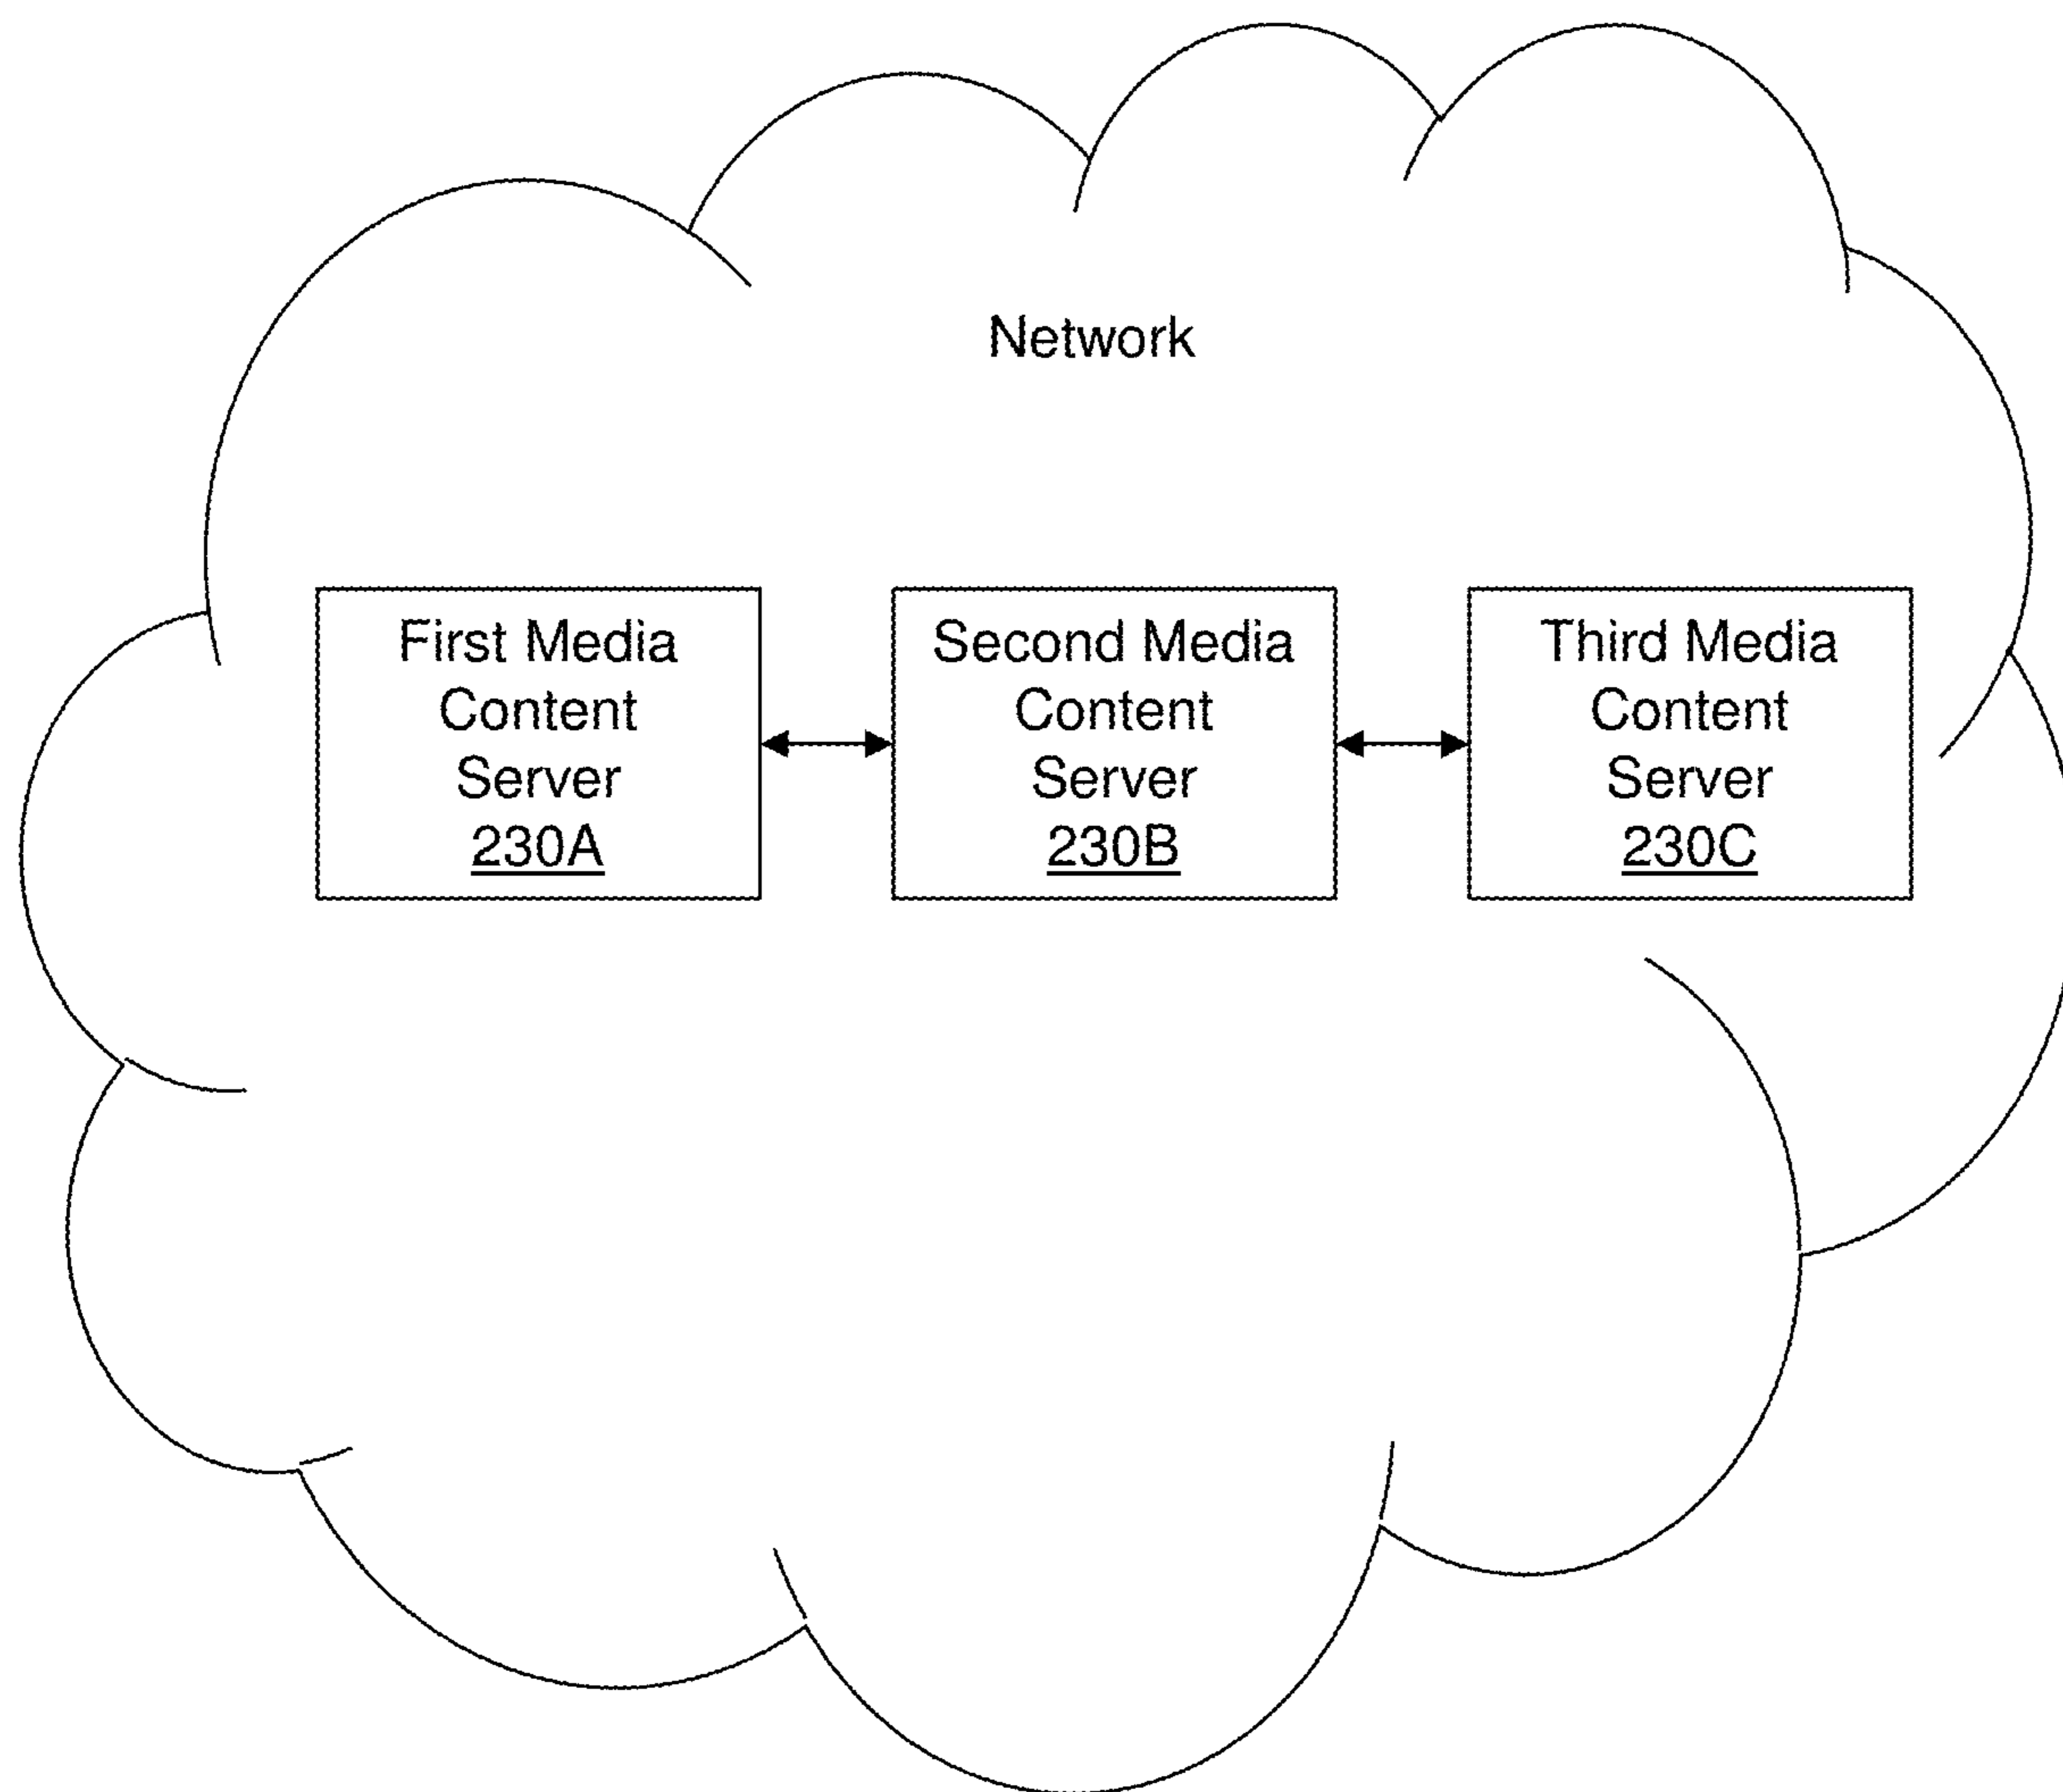 Network
First Media
Content
Server
230A
Second Media
Content
Server
230B
Third Media
Content
Server
230C